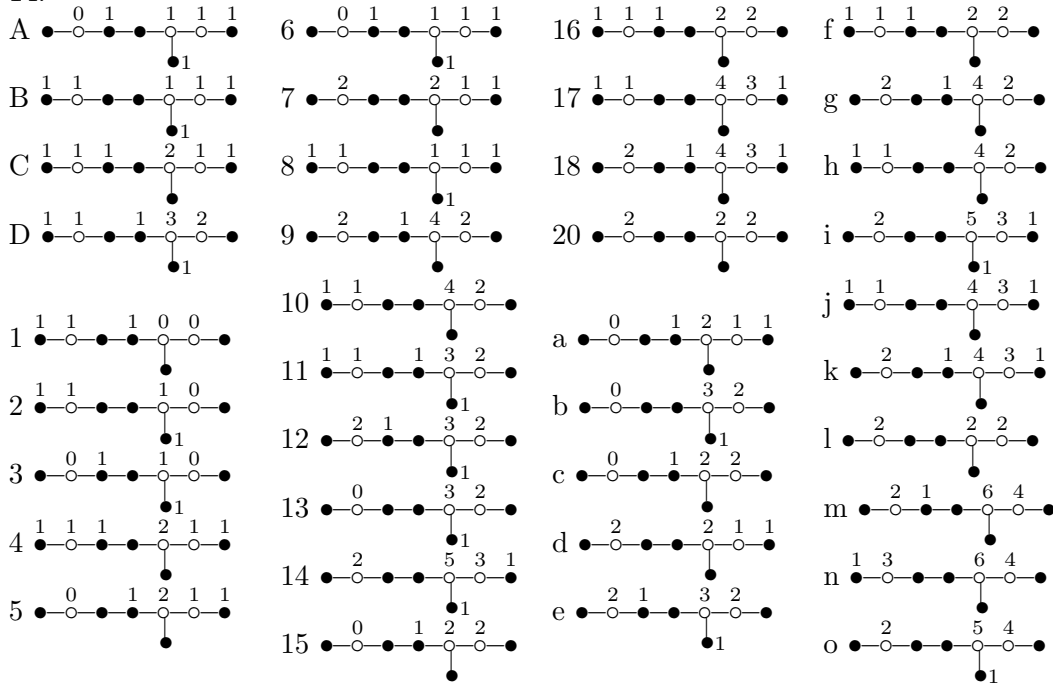 A 0 1 1 1 1
1
B 1 1 1 1 1
1
C 1 1 1 2 1 1
D 1 1 1 3 2
1
1 1 1 1 0 0
2 1 1 1 0
1
3 0 1 1 0
1
4 1 1 1 2 1 1
5 0 1 2 1 1
6 0 1 1 1 1
1
7 2 2 1 1
8 1 1 1 1 1
1
9 2 1 4 2
10 1 1 4 2
11 1 1 1 3 2
1
12 2 1 3 2
1
13 0 3 2
1
14 2 5 3 1
1
15 0 1 2 2
16 1 1 1 2 2
17 1 1 4 3 1
18 2 1 4 3 1
20 2 2 2
a 0 1 2 1 1
b 0 3 2
1
c 0 1 2 2
d 2 2 1 1
e 2 1 3 2
1
f 1 1 1 2 2
g 2 1 4 2
h 1 1 4 2
i 2 5 3 1
1
j 1 1 4 3 1
k 2 1 4 3 1
l 2 2 2
m 2 1 6 4
n 1 3 6 4
o 2 5 4
1